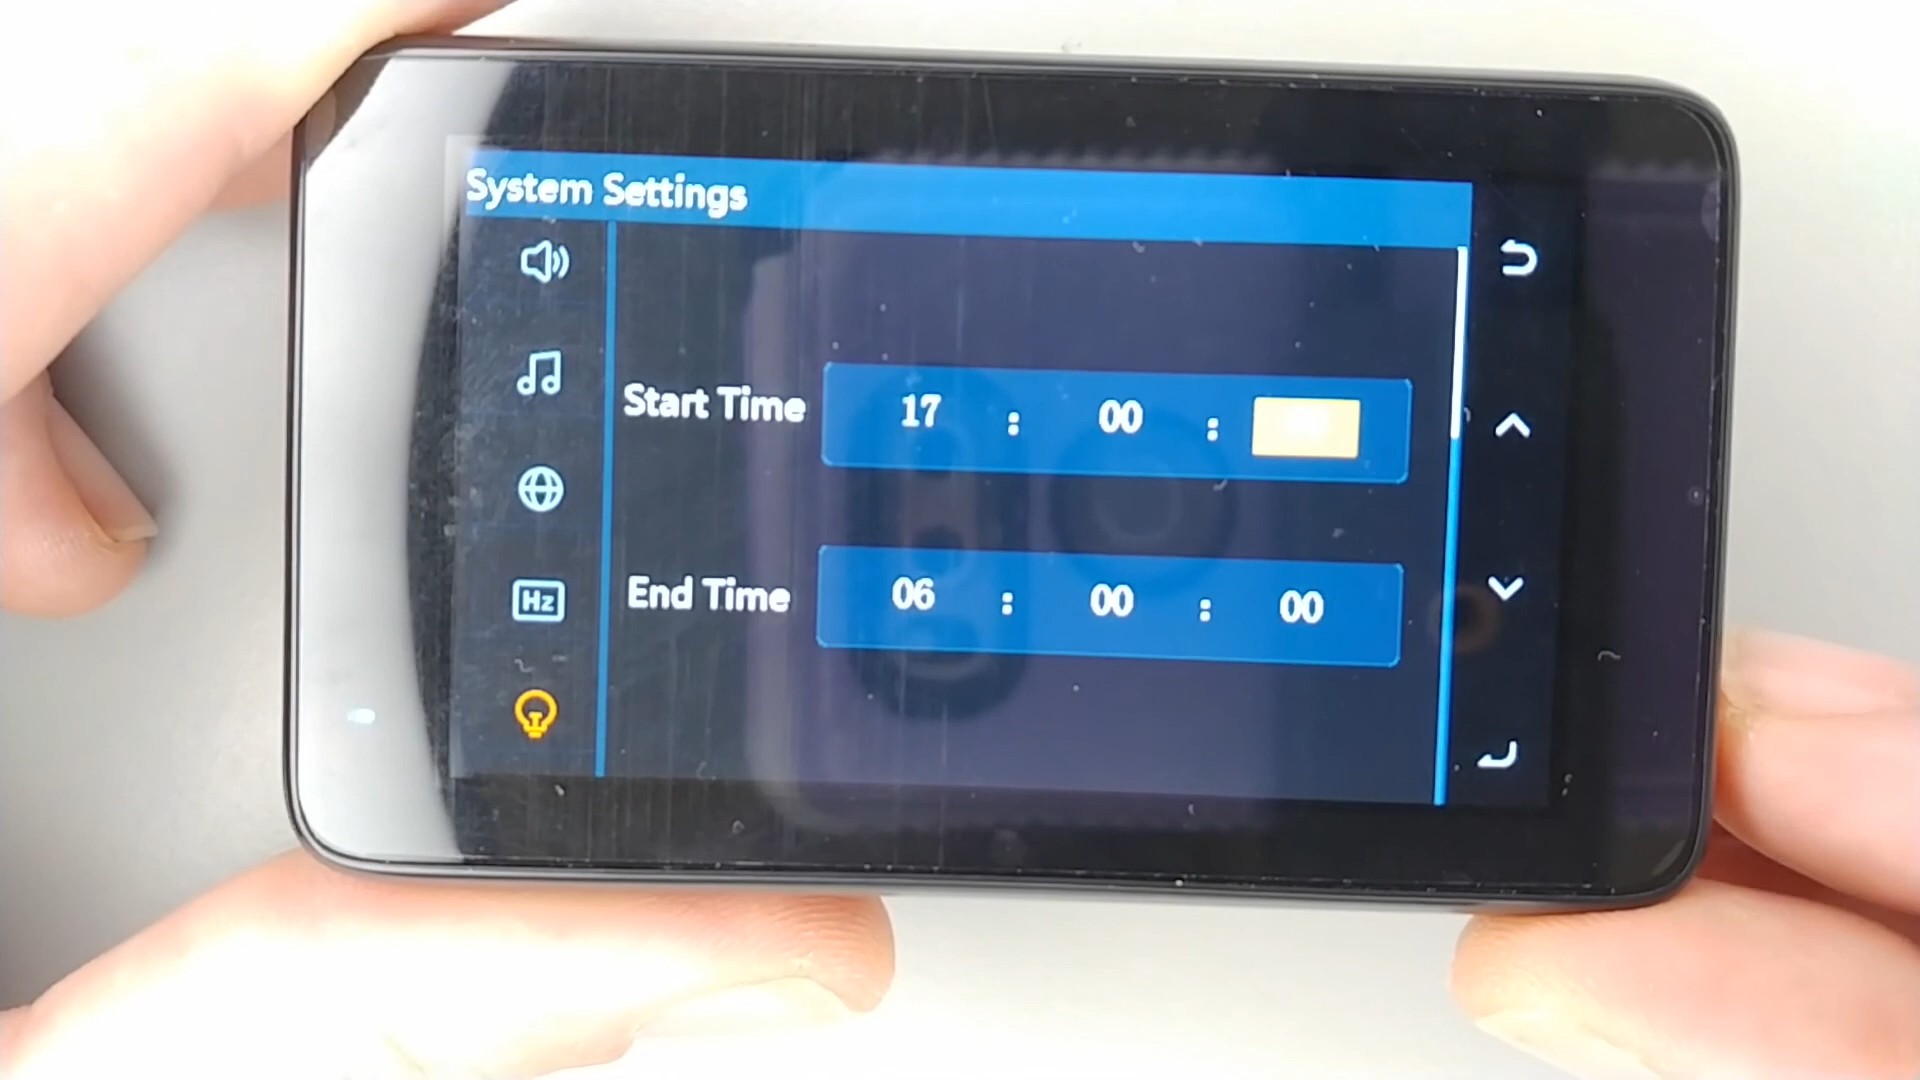 System Settings
Start Time 17 : 00 :
Hz
End Time 06 : 00 : 00